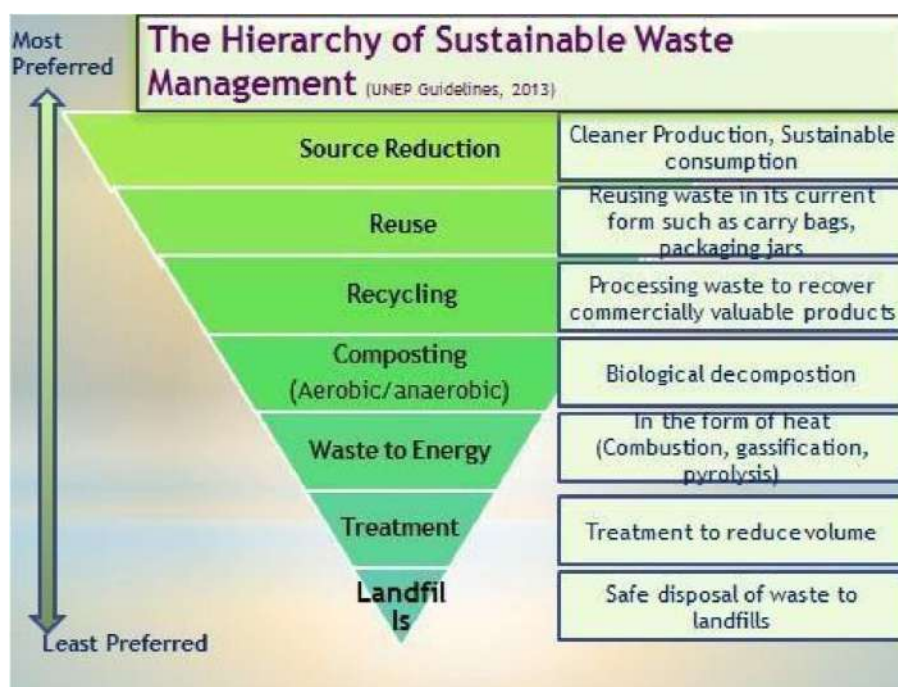 Most
Preferred
The Hierarchy of Sustainable Waste
Management (UNEP Guidelines, 2013)
Source Reduction
Cleaner Production, Sustainable
consumption
Reuse
Reusing waste in its current
form such as carry bags,
packaging jars
Recycling
Processing waste to recover
commercially valuable products
Composting
(Aerobic/anaerobic)
Biological decompostion
Waste to Energy
In the form of heat
(Combustion, gassification,
pyrolysis)
Treatment
Treatment to reduce volume
Landfil
ls
Safe disposal of waste to
landfills
Least Preferred